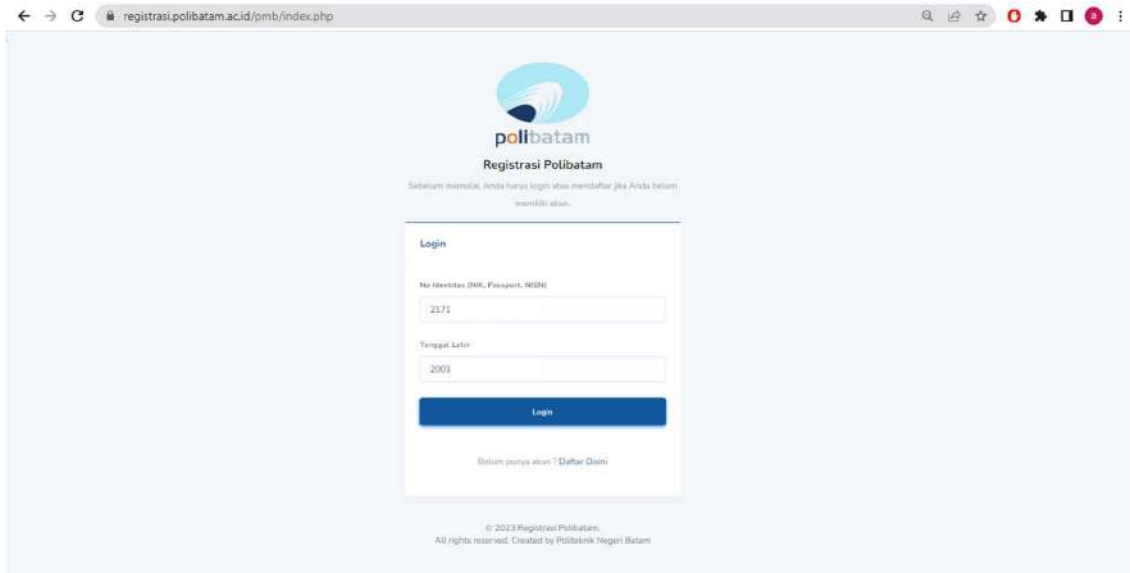 registrasi.polibatam.ac.id/pmb/index.php
polibatam
Registrasi Polibatam
Sebelum memulai, Anda harus login atau mendaftar jika Anda belum
memiliki akun.
Login
No Identitas (NIK, Passport, NISN)
2171
Tanggal Lahir
2003
Login
Belum punya akun ? Daftar Disini
© 2023 Registrasi Polibatam.
All rights reserved. Created by Politeknik Negeri Batam